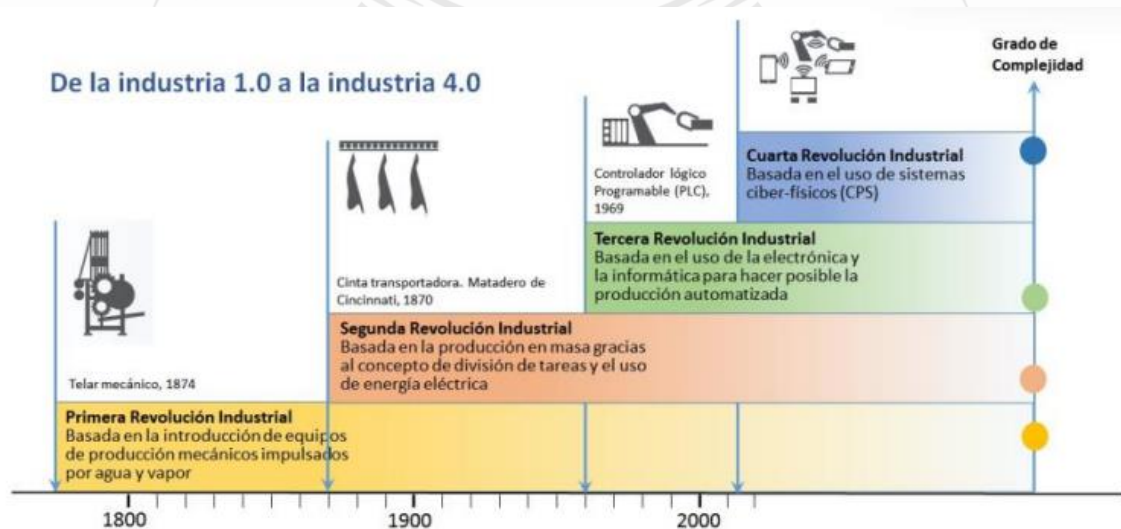 De la industria 1.0 a la industria 4.0
Grado de
Complejidad
Cuarta Revolución Industrial
Basada en el uso de sistemas
ciber-físicos (CPS)
Controlador lógico
Programable (PLC),
1969
Tercera Revolución Industrial
Basada en el uso de la electrónica y
la informática para hacer posible la
producción automatizada
Cinta transportadora. Matadero de
Cincinnati, 1870
Segunda Revolución Industrial
Basada en la producción en masa gracias
al concepto de división de tareas y el uso
de energía eléctrica
Telar mecánico, 1874
Primera Revolución Industrial
Basada en la introducción de equipos
de producción mecánicos impulsados
por agua y vapor
1800
1900
2000